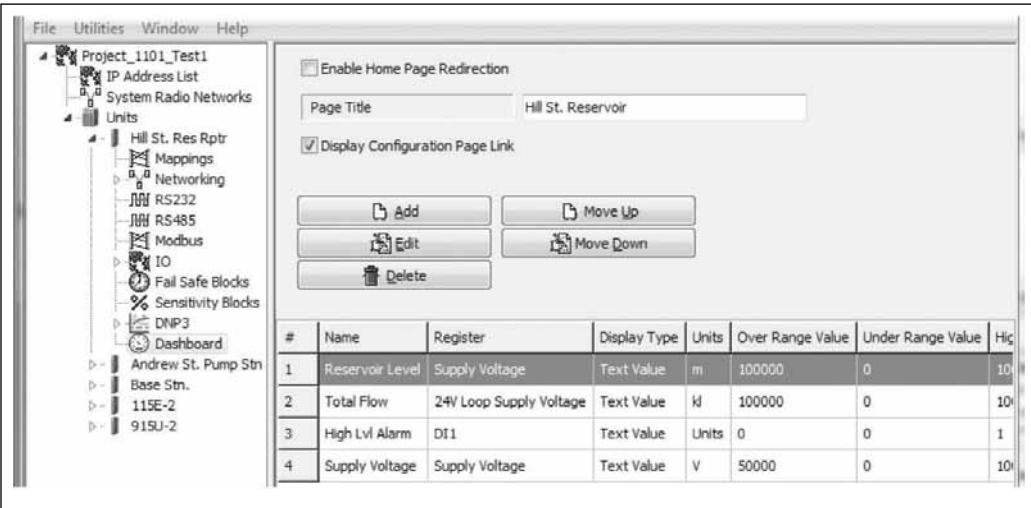 File Utilities Window Help
Project_1101_Test1
IP Address List
System Radio Networks
Units
Hill St. Res Rptr
Mappings
Networking
RS232
RS485
Modbus
IO
Fail Safe Blocks
Sensitivity Blocks
DNP3
Dashboard
Andrew St. Pump Stn
Base Stn.
115E-2
915U-2
Enable Home Page Redirection
Page Title Hill St. Reservoir
Display Configuration Page Link
Add Move Up
Edit Move Down
Delete
# Name Register Display Type Units Over Range Value Under Range Value
1 Reservoir Level Supply Voltage Text Value m 100000 0
2 Total Flow 24V Loop Supply Voltage Text Value kl 100000 0
3 High Lvl Alarm DI1 Text Value Units 0 0 1
4 Supply Voltage Supply Voltage Text Value V 50000 0